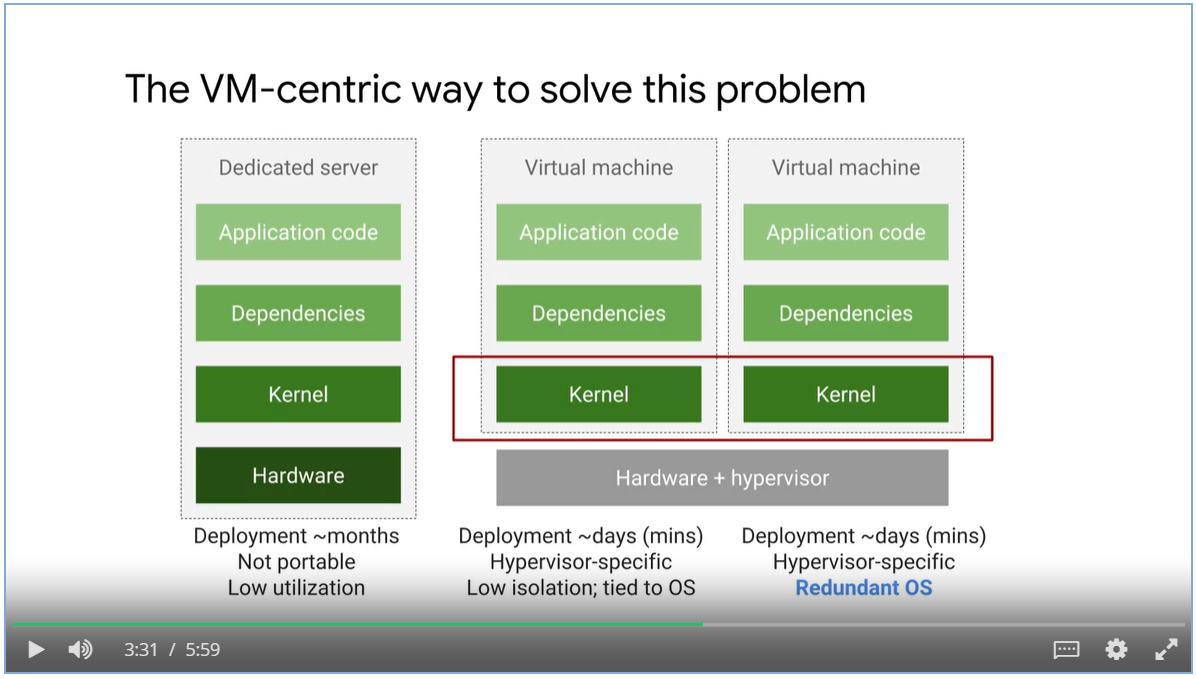 The VM-centric way to solve this problem
Dedicated server
Application code
Dependencies
Kernel
Hardware
Deployment ~months
Not portable
Low utilization
Virtual machine
Application code
Dependencies
Kernel
Virtual machine
Application code
Dependencies
Kernel
Hardware + hypervisor
Deployment ~days (mins)
Hypervisor-specific
Low isolation; tied to OS
Deployment ~days (mins)
Hypervisor-specific
Redundant OS
3:31 / 5:59